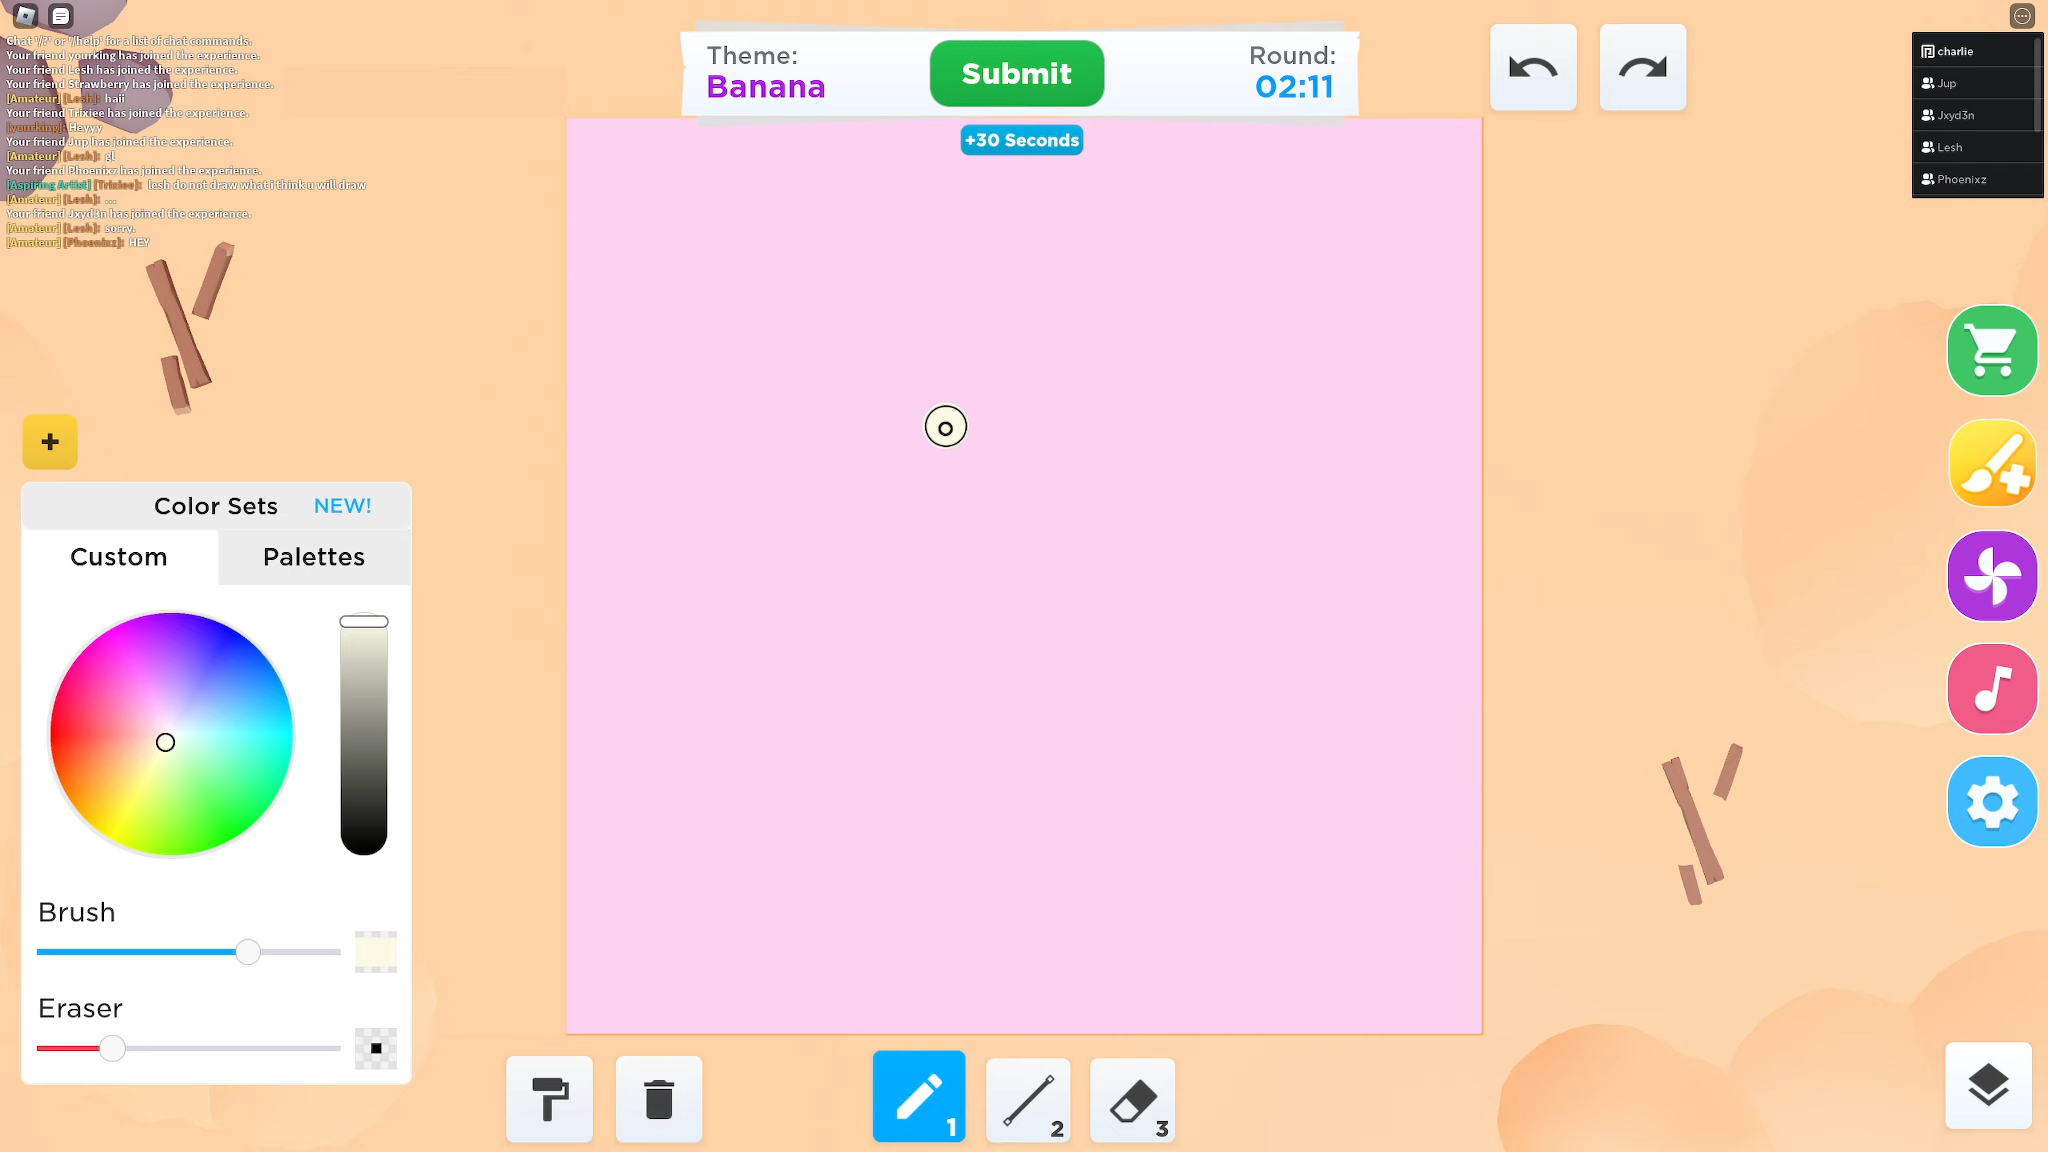 Chat '/?' or '/help' for a list of chat commands.
Your friend yourking has joined the experience.
Your friend Lesh has joined the experience.
Your friend Strawberry has joined the experience.
[Amateur] [Lesh]: haii
Your friend Trixiee has joined the experience.
[yourking]: Heyyy
Your friend Jup has joined the experience.
[Amateur] [Lesh]: gl
Your friend Phoenixz has joined the experience.
[Aspiring Artist] [Trixiee]: lesh do not draw what i think u will draw
[Amateur] [Lesh]: ...
Your friend Jxyd3n has joined the experience.
[Amateur] [Lesh]: sorry.
[Amateur] [Phoenixz]: HEY
Theme:
Banana
Submit
Round:
02:11
+30 Seconds
charlie
Jup
Jxyd3n
Lesh
Phoenixz
+
Color Sets NEW!
Custom Palettes
Brush
Eraser
1
2
3